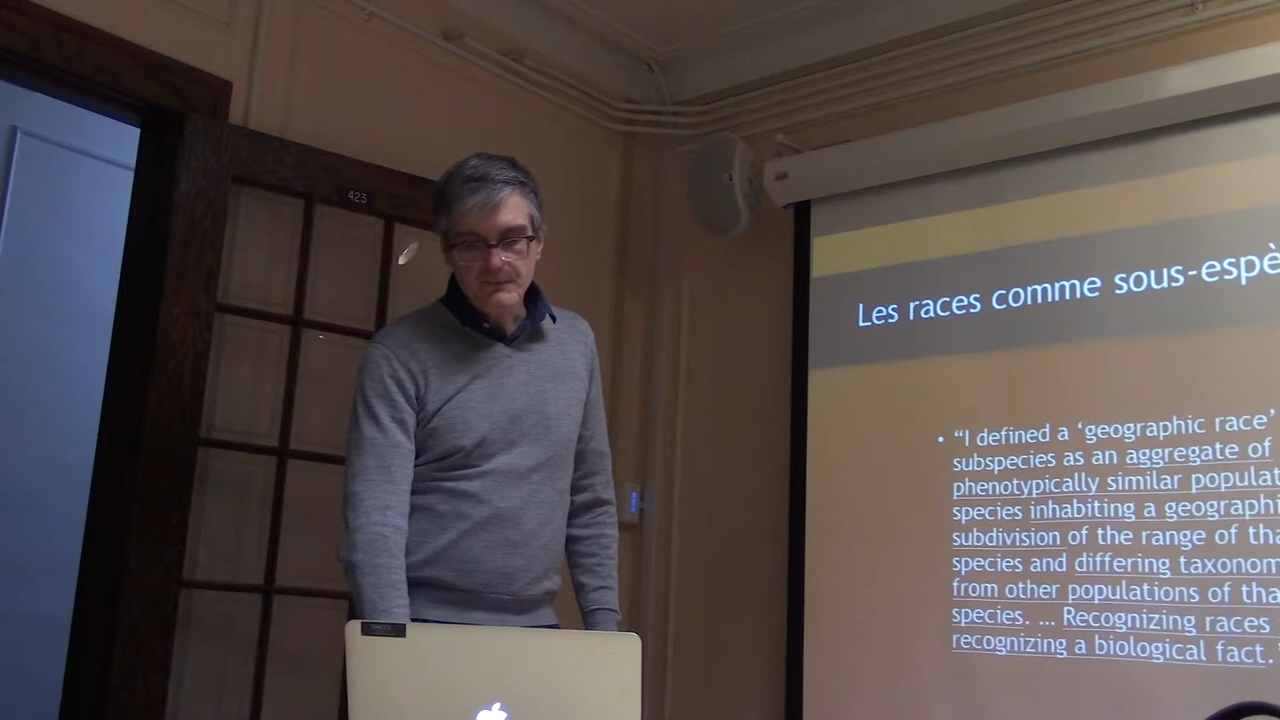 423
Les races comme sous-espè
• “I defined a ‘geographic race’
subspecies as an aggregate of
phenotypically similar populat
species inhabiting a geographi
subdivision of the range of tha
species and differing taxonom
from other populations of tha
species. … Recognizing races
recognizing a biological fact.”